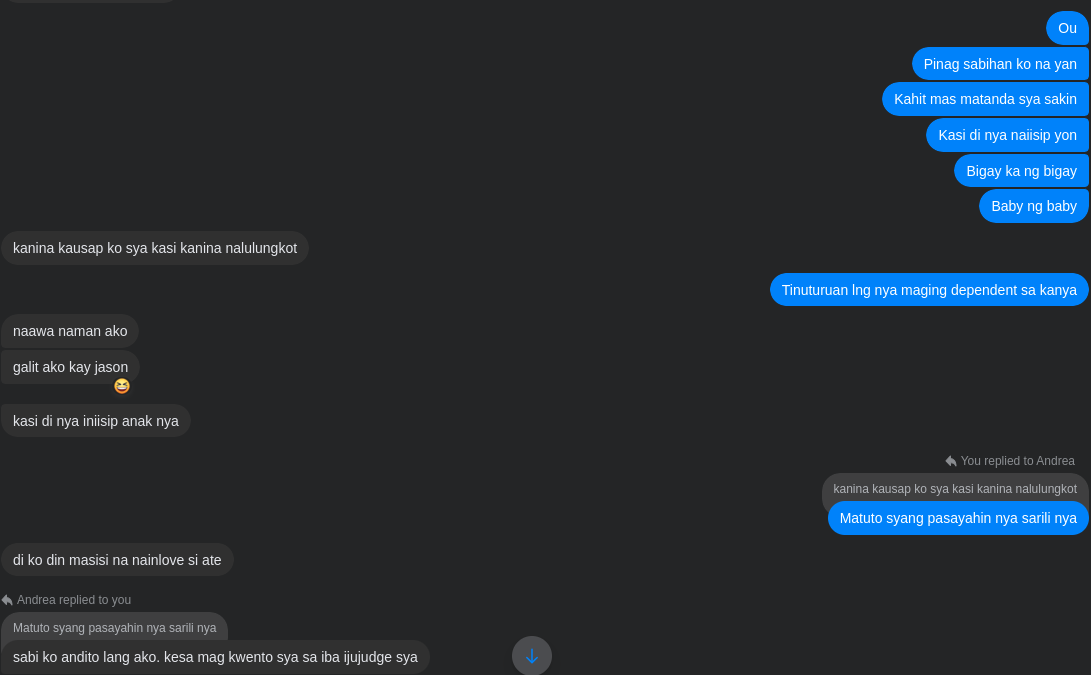 Ou
Pinag sabihan ko na yan
Kahit mas matanda sya sakin
Kasi di nya naiisip yon
Bigay ka ng bigay
Baby ng baby
kanina kausap ko sya kasi kanina nalulungkot
Tinuturuan lng nya maging dependent sa kanya
naawa naman ako
galit ako kay jason
kasi di nya iniisip anak nya
You replied to Andrea
kanina kausap ko sya kasi kanina nalulungkot
Matuto syang pasayahin nya sarili nya
di ko din masisi na nainlove si ate
Andrea replied to you
Matuto syang pasayahin nya sarili nya
sabi ko andito lang ako. kesa mag kwento sya sa iba ijujudge sya